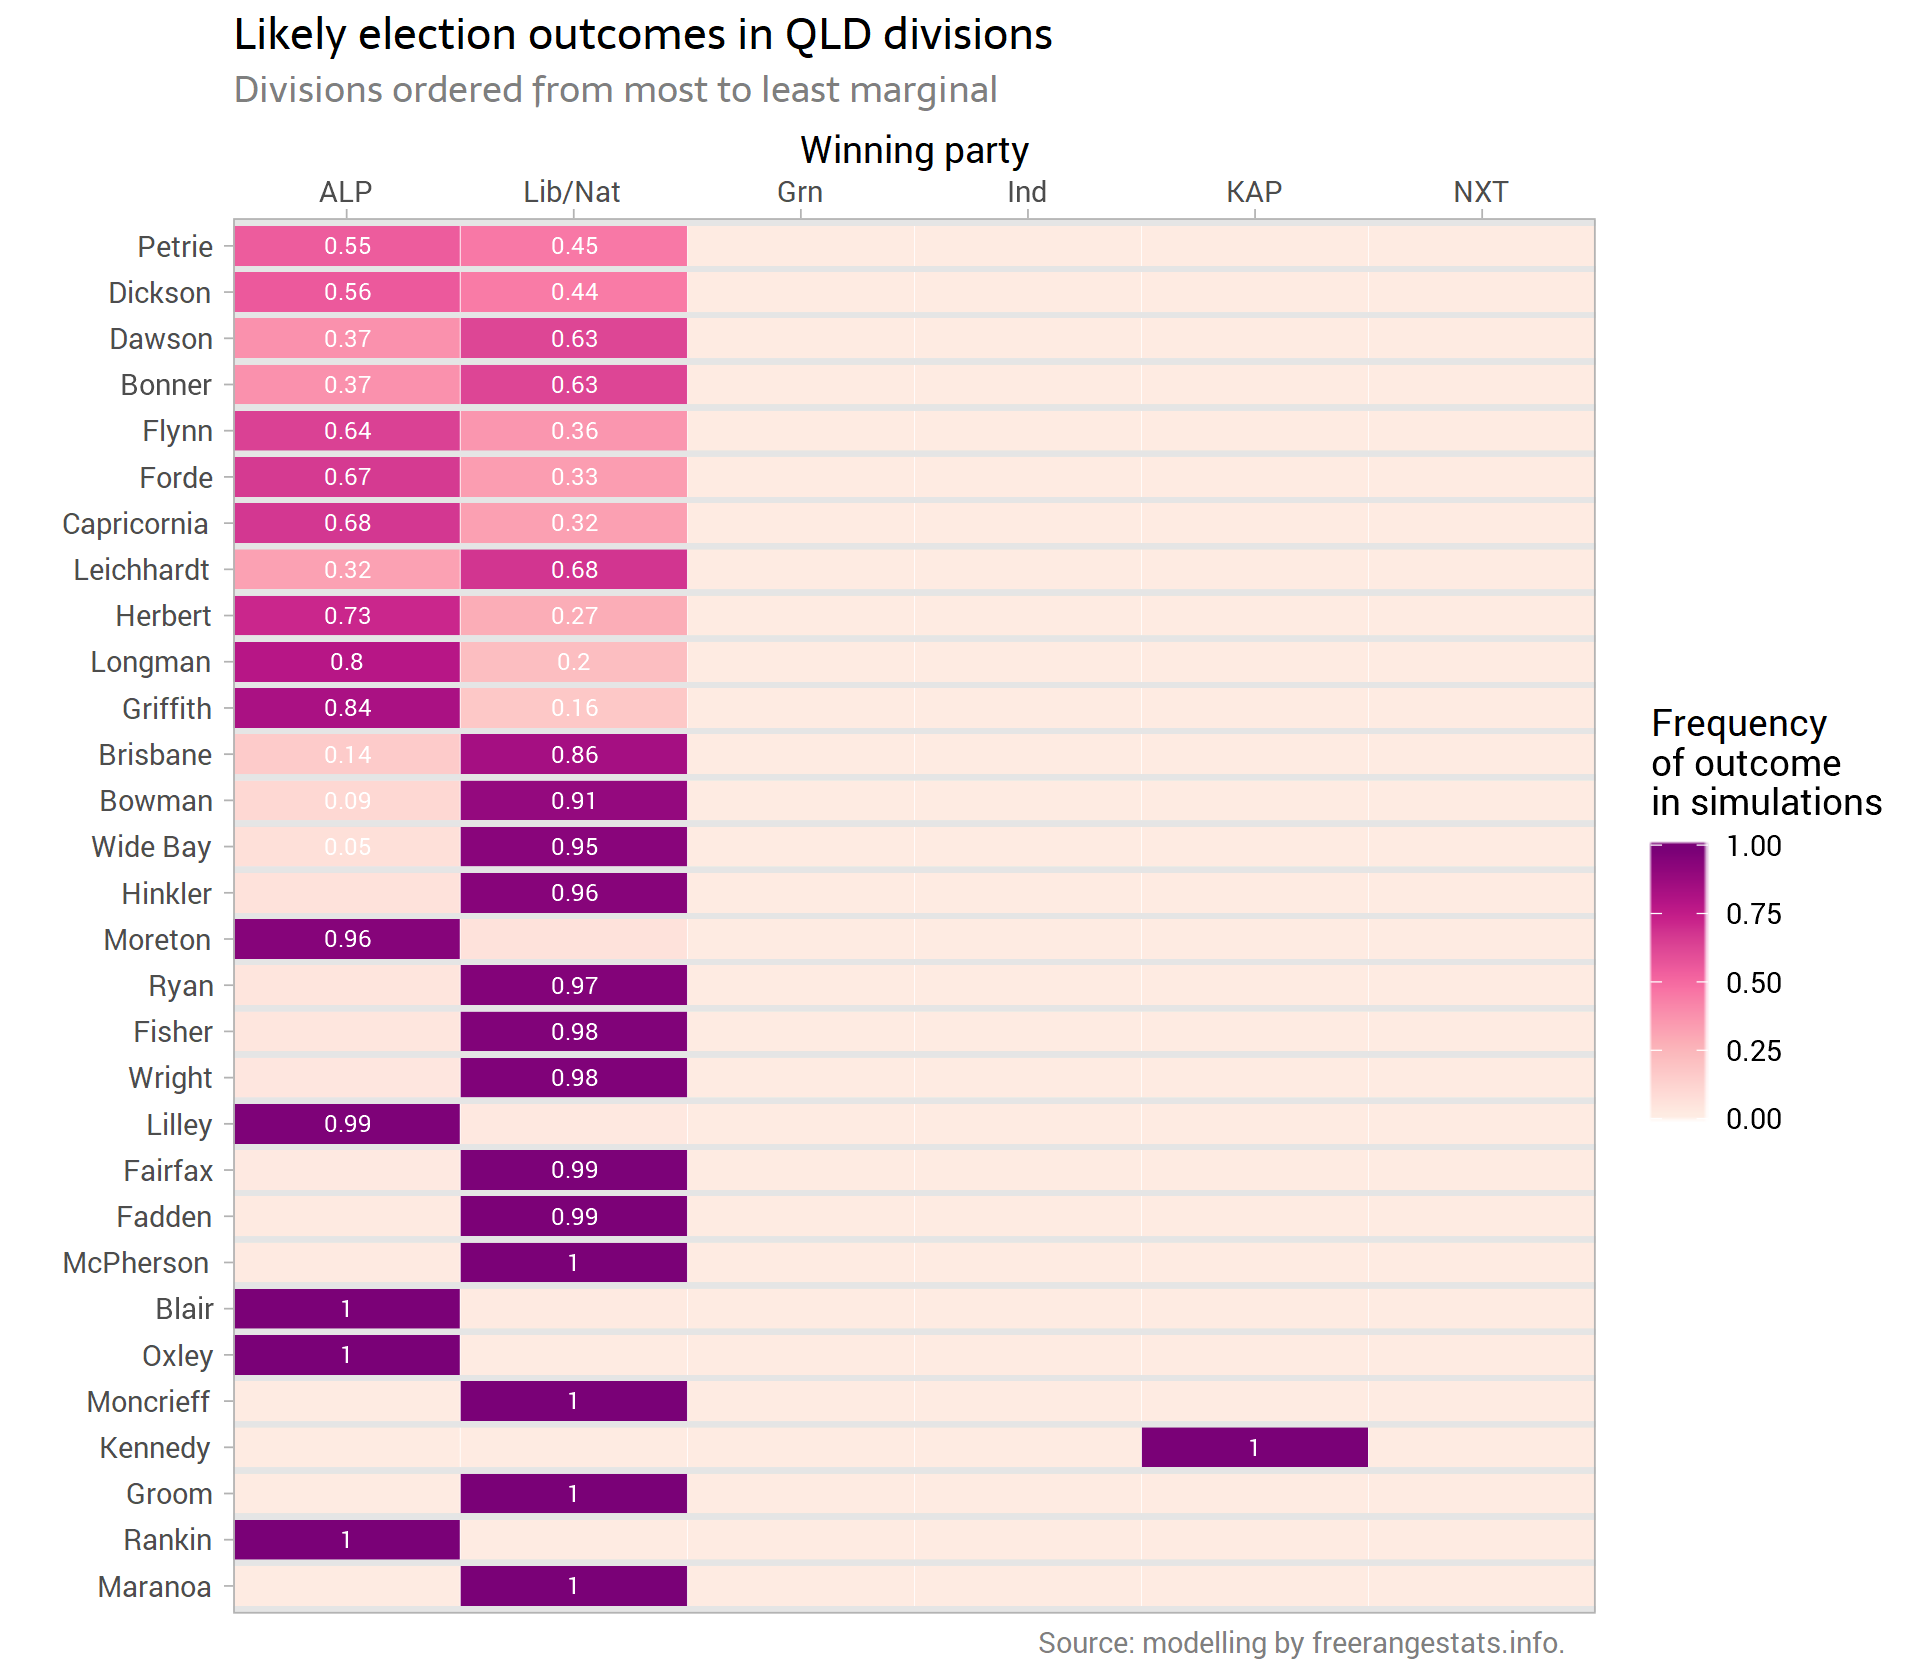 Likely election outcomes in QLD divisions
Divisions ordered from most to least marginal
Winning party
ALP Lib/Nat Grn Ind KAP NXT
Petrie 0.55 0.45
Dickson 0.56 0.44
Dawson 0.37 0.63
Bonner 0.37 0.63
Flynn 0.64 0.36
Forde 0.67 0.33
Capricornia 0.68 0.32
Leichhardt 0.32 0.68
Herbert 0.73 0.27
Longman 0.8 0.2
Griffith 0.84 0.16
Brisbane 0.14 0.86
Bowman 0.09 0.91
Wide Bay 0.05 0.95
Hinkler 0.96
Moreton 0.96
Ryan 0.97
Fisher 0.98
Wright 0.98
Lilley 0.99
Fairfax 0.99
Fadden 0.99
McPherson 1
Blair 1
Oxley 1
Moncrieff 1
Kennedy 1
Groom 1
Rankin 1
Maranoa 1
Frequency
of outcome
in simulations
1.00
0.75
0.50
0.25
0.00
Source: modelling by freerangestats.info.